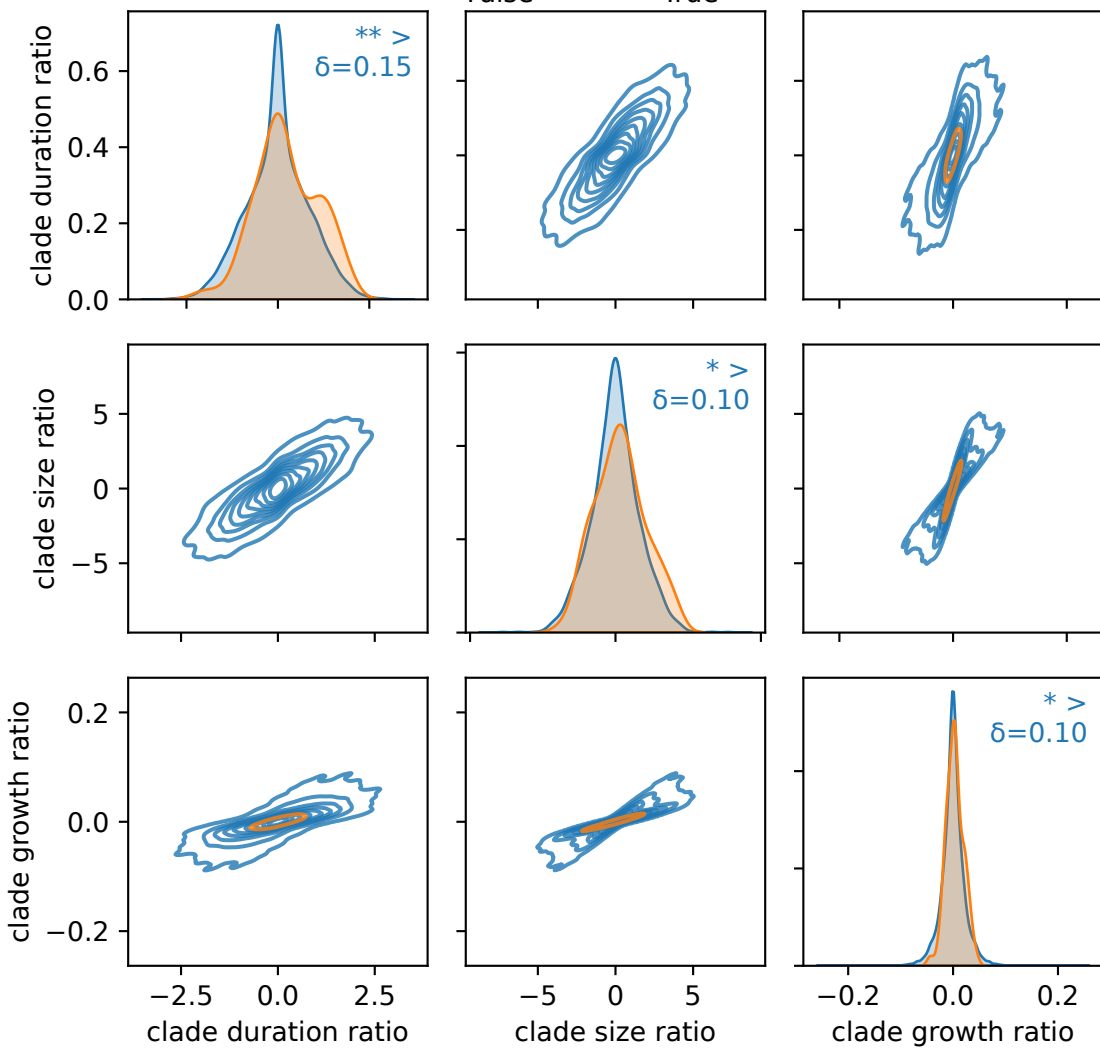 True
clade duration ratio
0.6
0.4
0.2
0.0
** >
δ=0.15
clade size ratio
5
0
−5
* >
δ=0.10
clade growth ratio
0.2
0.0
−0.2
* >
δ=0.10
−2.5 0.0 2.5
−5 0 5
−0.2 0.0 0.2
clade duration ratio
clade size ratio
clade growth ratio